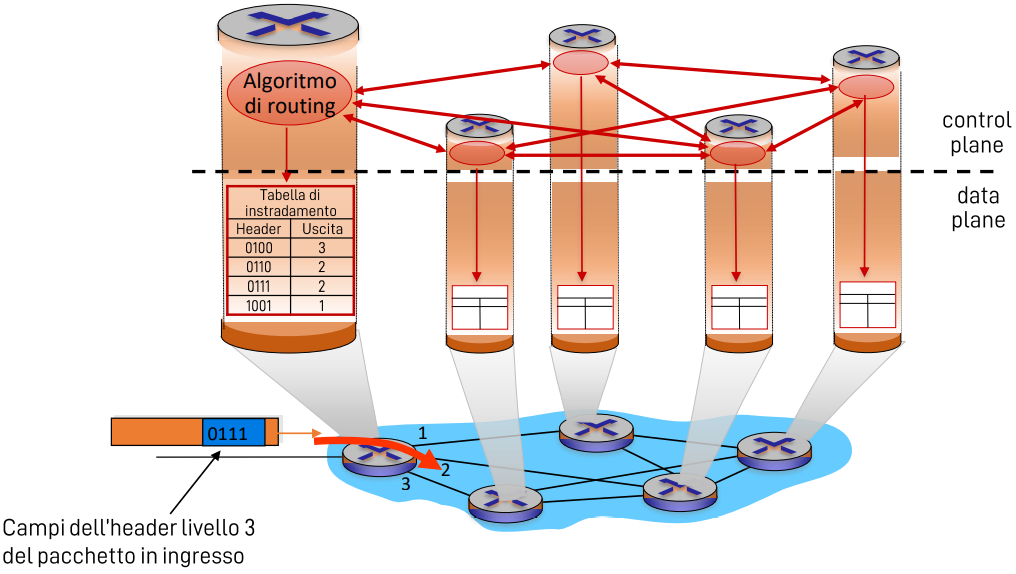 Algoritmo
di routing
control
plane
data
plane
Tabella di
instradamento
Header Uscita
0100 3
0110 2
0111 2
1001 1
0111
1
2
3
Campi dell'header livello 3
del pacchetto in ingresso